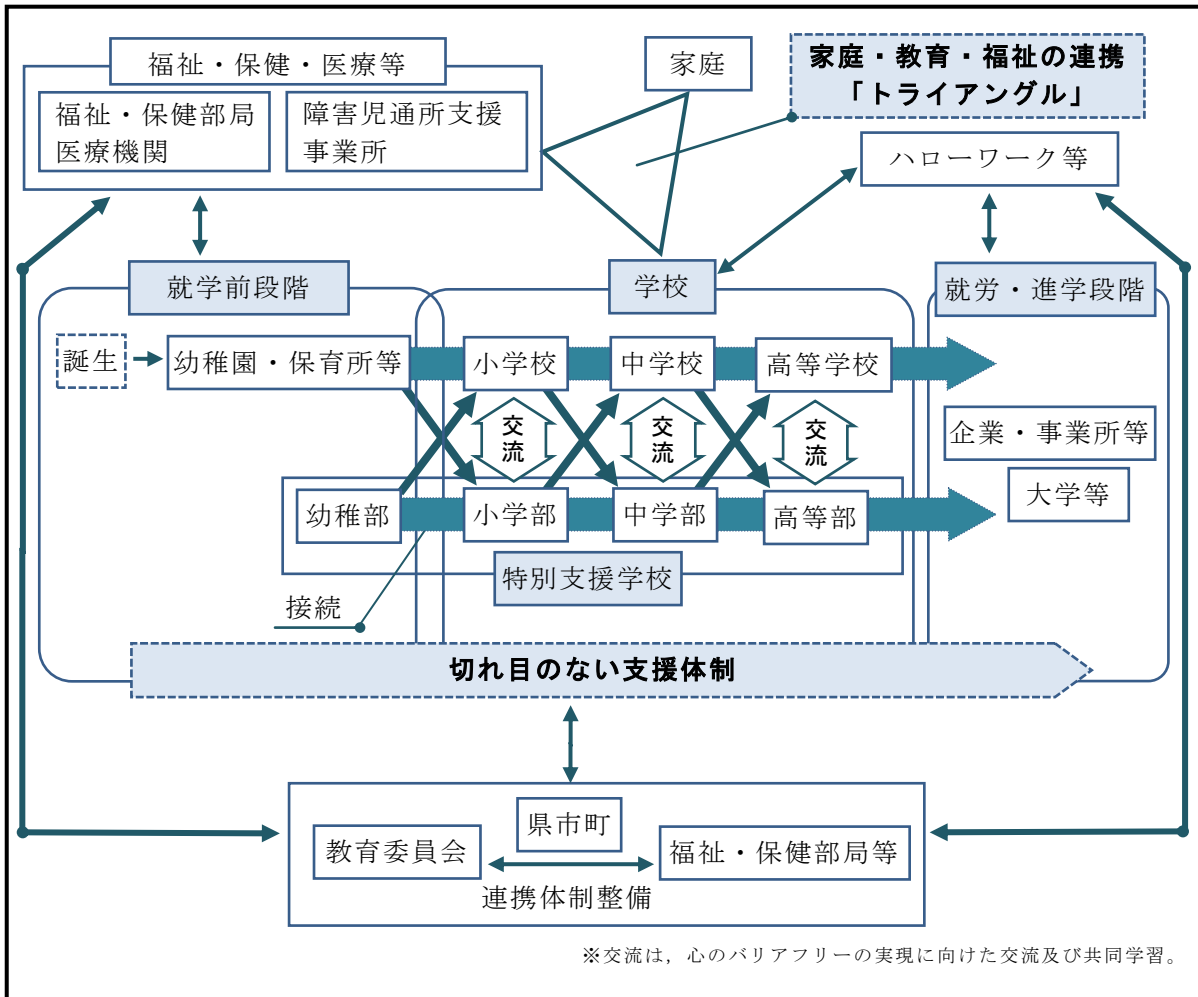 福祉・保健・医療等
福祉・保健部局
医療機関
障害児通所支援
事業所
家庭
家庭・教育・福祉の連携
「トライアングル」
ハローワーク等
就学前段階
学校
就労・進学段階
誕生
幼稚園・保育所等
小学校
中学校
高等学校
交流
交流
交流
企業・事業所等
大学等
幼稚部
小学部
中学部
高等部
特別支援学校
接続
切れ目のない支援体制
県市町
教育委員会
福祉・保健部局等
連携体制整備
※交流は，心のバリアフリーの実現に向けた交流及び共同学習。